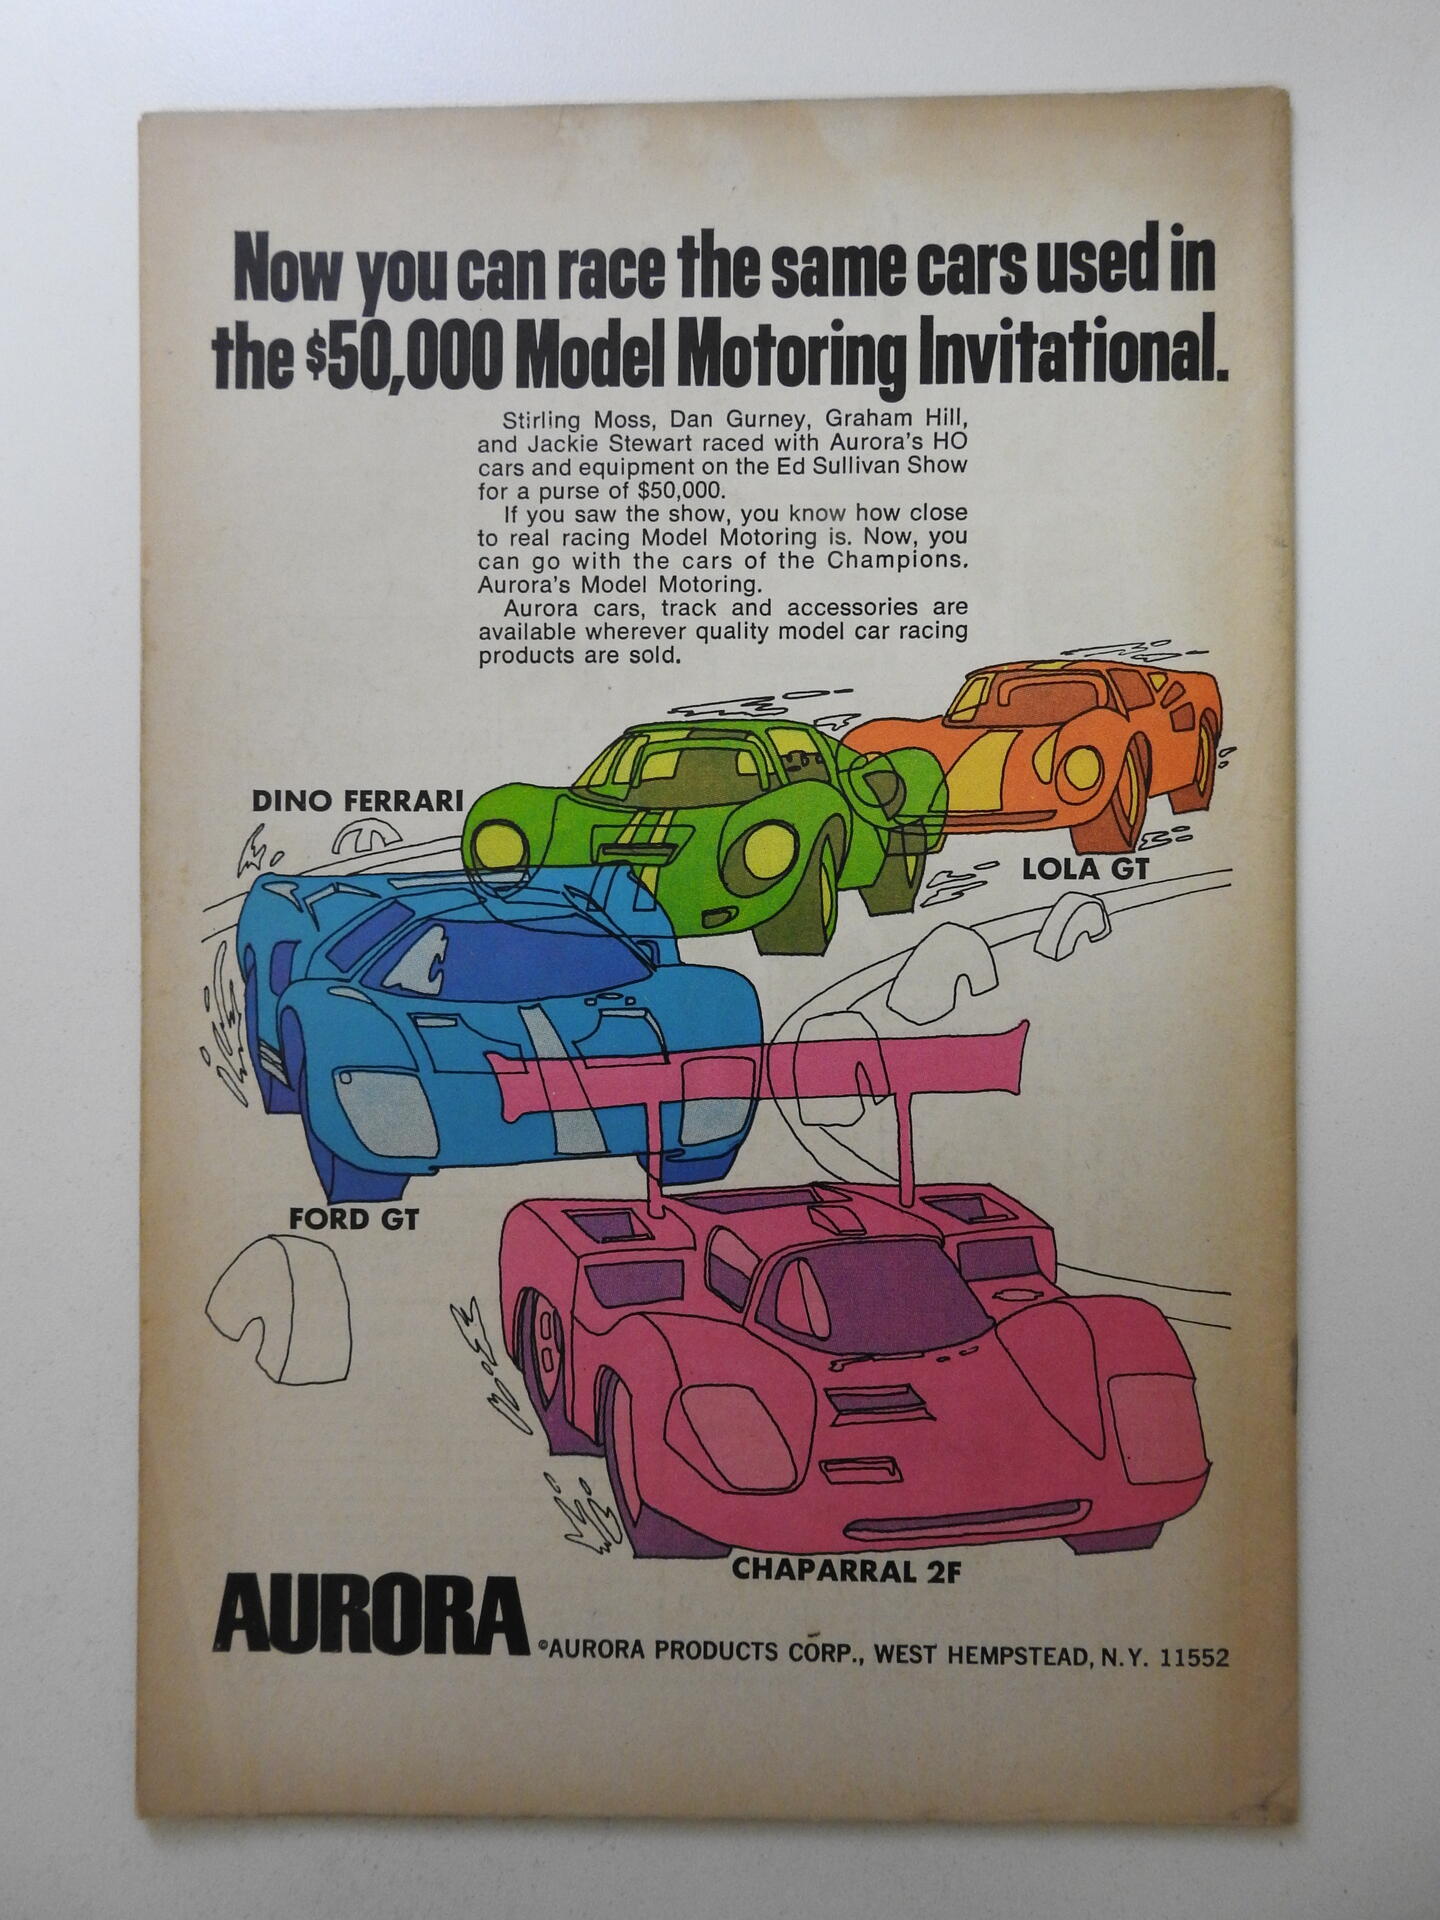 Now you can race the same cars used in
the $50,000 Model Motoring Invitational.
Stirling Moss, Dan Gurney, Graham Hill,
and Jackie Stewart raced with Aurora's HO
cars and equipment on the Ed Sullivan Show
for a purse of $50,000.
If you saw the show, you know how close
to real racing Model Motoring is. Now, you
can go with the cars of the Champions.
Aurora's Model Motoring.
Aurora cars, track and accessories are
available wherever quality model car racing
products are sold.
DINO FERRARI
LOLA GT
FORD GT
CHAPARRAL 2F
AURORA
©AURORA PRODUCTS CORP., WEST HEMPSTEAD, N.Y. 11552